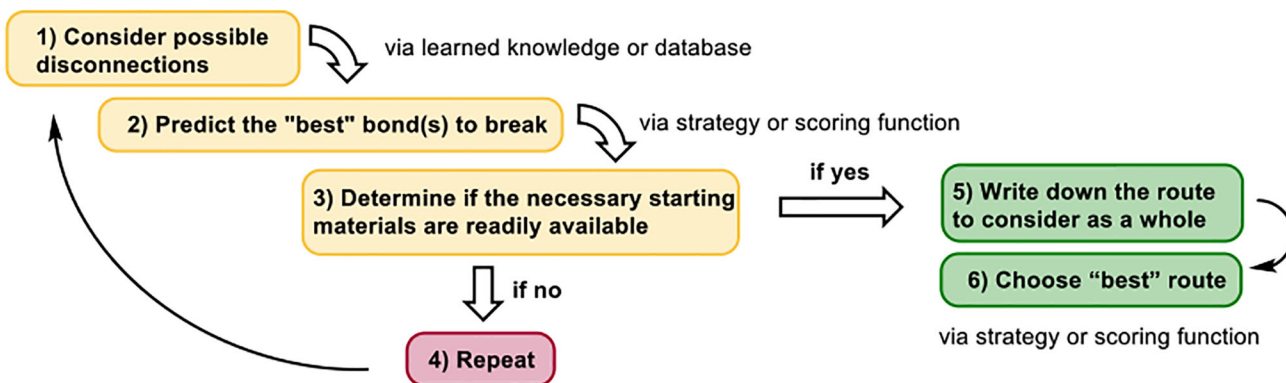 1) Consider possible
disconnections
via learned knowledge or database
2) Predict the "best" bond(s) to break
via strategy or scoring function
3) Determine if the necessary starting
materials are readily available
if yes
5) Write down the route
to consider as a whole
6) Choose “best” route
if no
via strategy or scoring function
4) Repeat